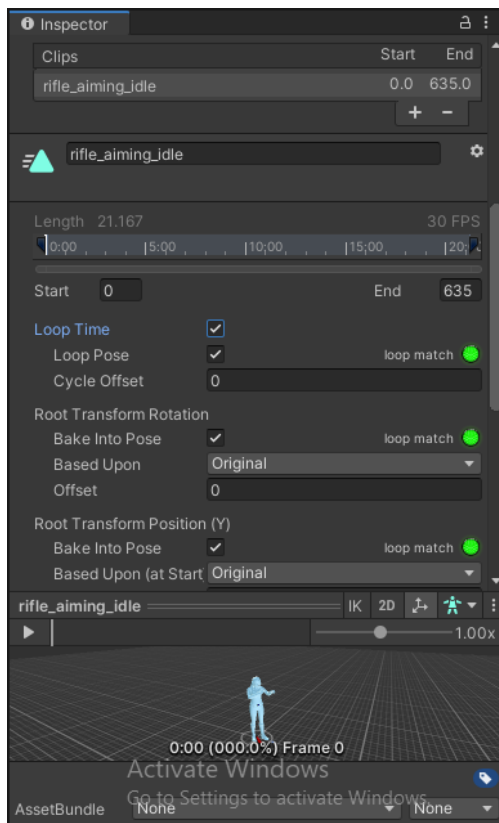 Inspector
Clips Start End
rifle_aiming_idle 0.0 635.0
+ −
rifle_aiming_idle
Length 21.167 30 FPS
0:00 |5:00 |10;00 |15;00 |20;
Start 0 End 635
Loop Time
Loop Pose loop match
Cycle Offset 0
Root Transform Rotation
Bake Into Pose loop match
Based Upon Original
Offset 0
Root Transform Position (Y)
Bake Into Pose loop match
Based Upon (at Start Original
rifle_aiming_idle IK 2D
1.00x
0:00 (000.0%) Frame 0
Activate Windows
Go to Settings to activate Windows.
AssetBundle None None